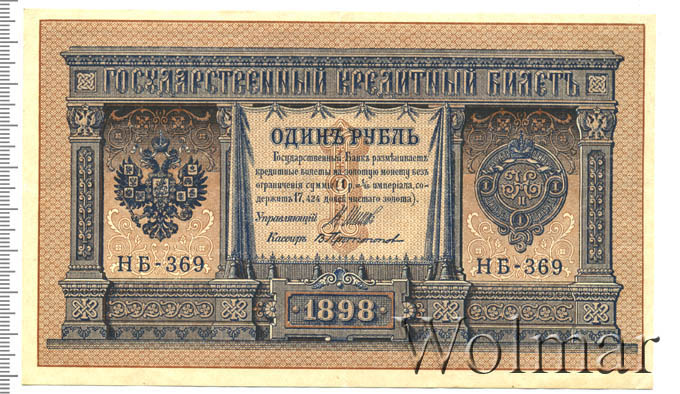 ГОСУДАРСТВЕННЫЙ КРЕДИТНЫЙ БИЛЕТЪ
ОДИНЪ РУБЛЬ
Государственный Банкъ размѣниваетъ
кредитные билеты на золотую монету безъ
ограниченія суммы (1 р. = 1/15 имперіала, со-
держитъ 17,424 долей чистаго золота).
Управляющій
Кассиръ
НБ-369
НБ-369
1898
Wolmar